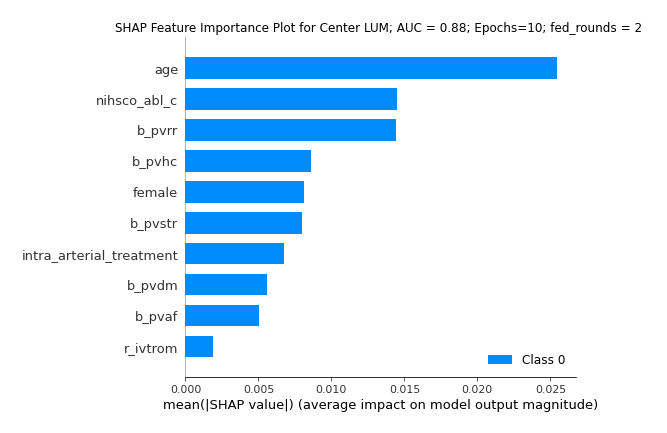 SHAP Feature Importance Plot for Center LUM; AUC = 0.88; Epochs=10; fed_rounds = 2
age
nihsco_abl_c
b_pvrr
b_pvhc
female
b_pvstr
intra_arterial_treatment
b_pvdm
b_pvaf
r_ivtrom
Class 0
0.000 0.005 0.010 0.015 0.020 0.025
mean(|SHAP value|) (average impact on model output magnitude)